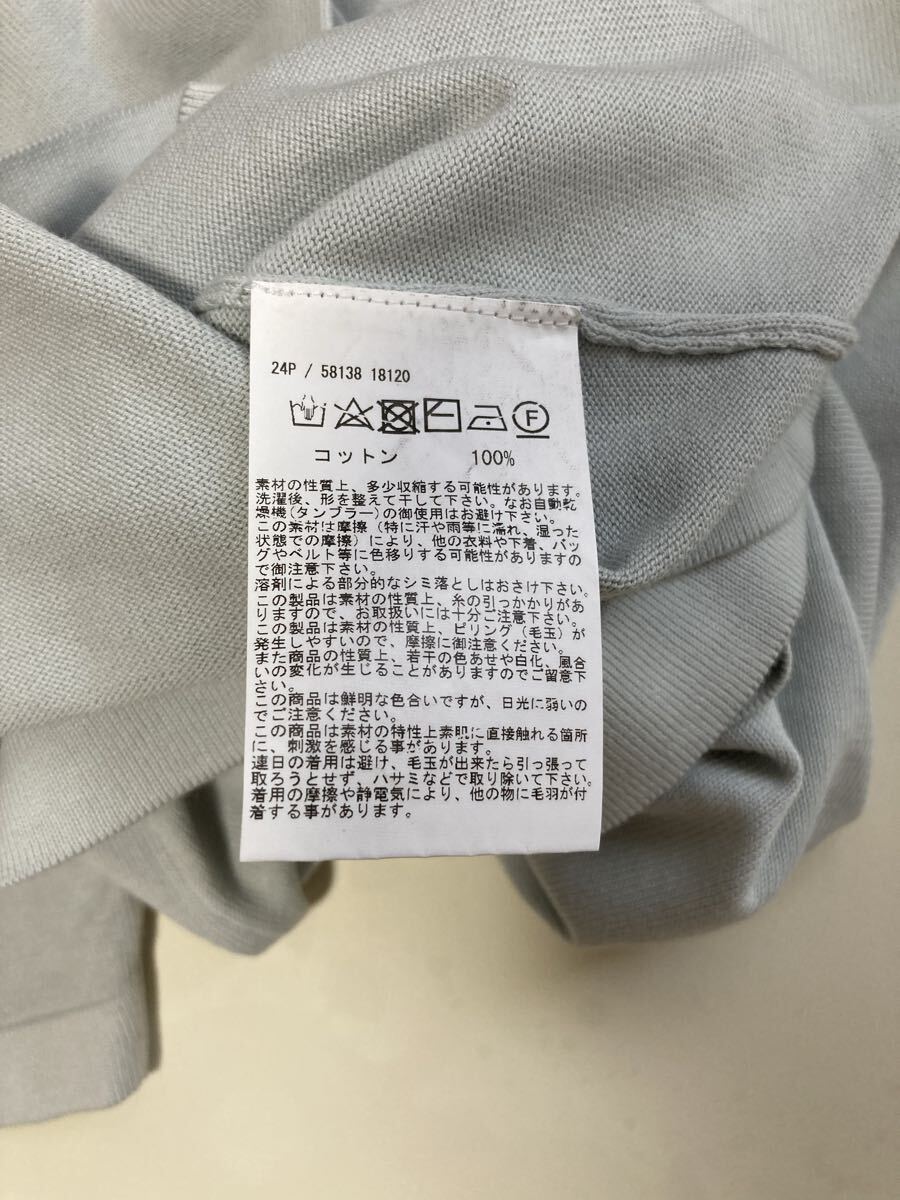 24P / 58138 18120
F
コットン 100%
素材の性質上、多少収縮する可能性があります。
洗濯後、形を整えて干して下さい。なお自動乾
燥機(タンブラー)の御使用はお避け下さい。
この素材は摩擦（特に汗や雨等に濡れ、湿った
状態での摩擦）により、他の衣料や下着、バッ
グやベルト等に色移りする可能性がありますの
で御注意下さい。
溶剤による部分的なシミ落としはおさけ下さい。
この製品は素材の性質上、糸の引っかかりがあ
りますので、お取扱いには十分ご注意下さい。
この製品は素材の性質上、ピリング（毛玉）が
発生しやすいので、摩擦に御注意ください。
また商品の性質上、若干の色あせや白化、風合
いの変化が生じることがありますのでご留意下
さい。
この商品は鮮明な色合いですが、日光に弱いの
でご注意ください。
この商品は素材の特性上素肌に直接触れる箇所
に、刺激を感じる事があります。
連日の着用は避け、毛玉が出来たら引っ張って
取ろうとせず、ハサミなどで取り除いて下さい。
着用の摩擦や静電気により、他の物に毛羽が付
着する事があります。